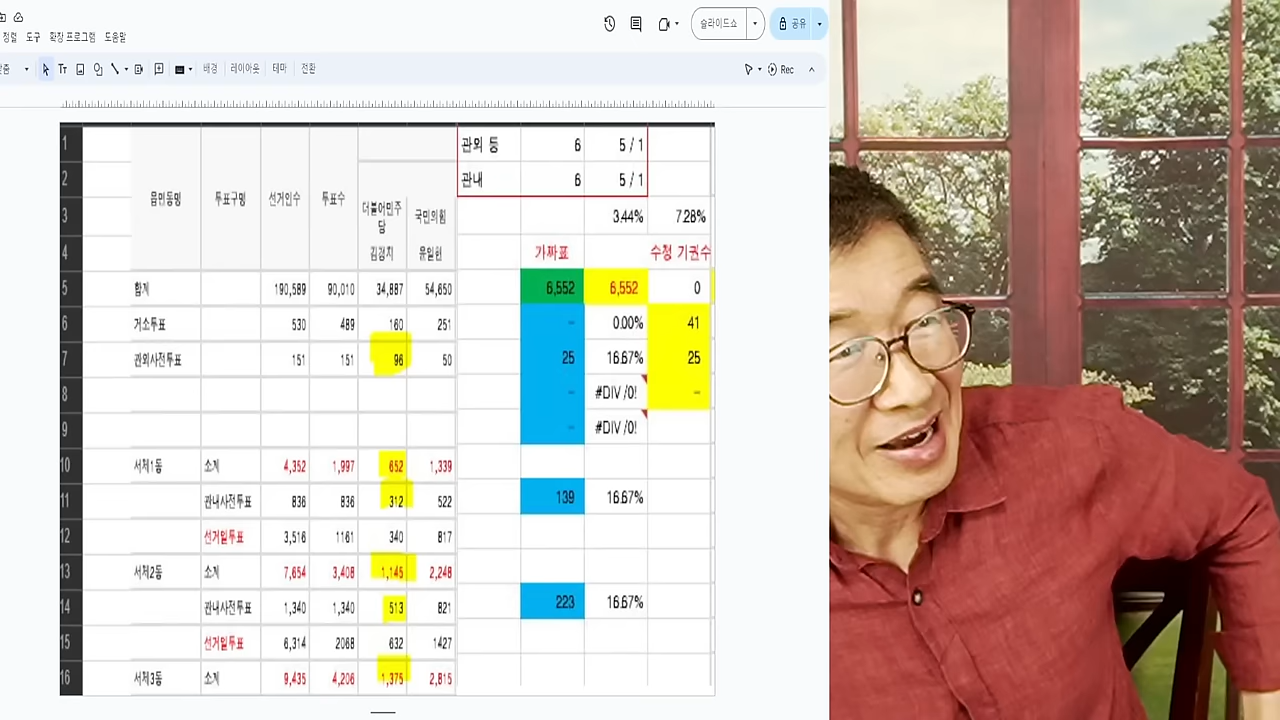 정렬 도구 확장 프로그램 도움말
슬라이드쇼 공유
배경 레이아웃 테마 전환 Rec
1 관외 등 6 5 / 1
2 관내 6 5 / 1
읍면동명 투표구명 선거인수 투표수
더불어민주당 국민의힘
3 3.44% 7.28%
4 김경지 윤일현 가짜표 수청 기권수
5 합계 190,589 90,010 34,887 54,650 6,552 6,552 0
6 거소투표 530 489 160 251 - 0.00% 41
7 관외사전투표 151 151 96 50 25 16.67% 25
8 - #DIV /0! -
9 - #DIV /0!
10 서체1동 소계 4,352 1,997 652 1,339
11 관내사전투표 836 836 312 522 139 16.67%
12 선거일투표 3,516 1161 340 817
13 서체2동 소계 7,654 3,408 1,145 2,248
14 관내사전투표 1,340 1,340 513 821 223 16.67%
15 선거일투표 6,314 2068 632 1427
16 서체3동 소계 9,435 4,206 1,375 2,815